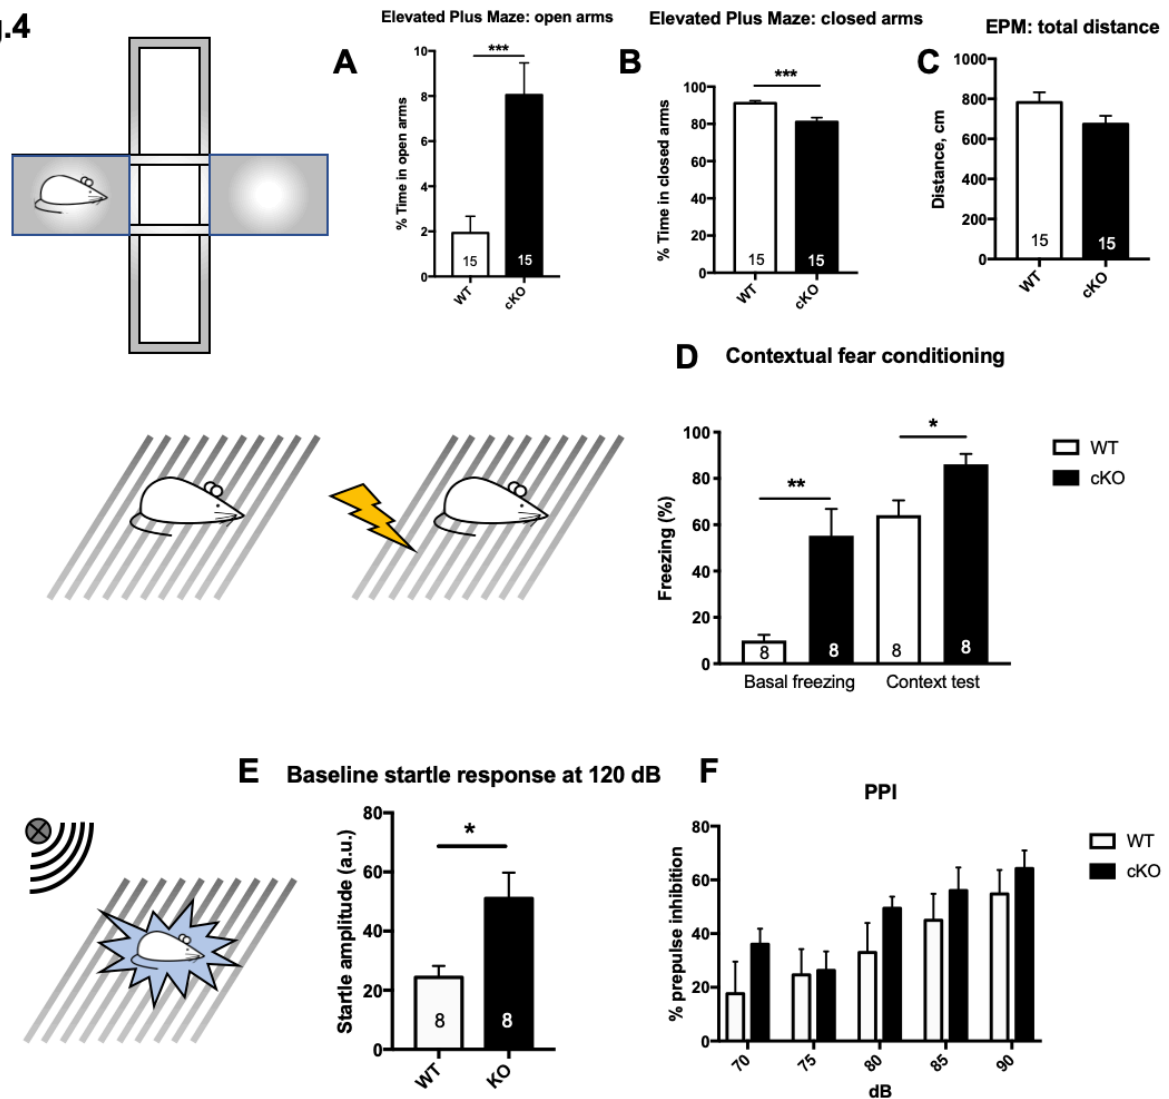 g.4
Elevated Plus Maze: open arms
A
***
% Time in open arms
10
8
6
4
2
0
15
15
WT
cKO
Elevated Plus Maze: closed arms
B
***
% Time in closed arms
100
80
60
40
20
0
15
15
WT
cKO
EPM: total distance
C
Distance, cm
1000
800
600
400
200
0
15
15
WT
cKO
D
Contextual fear conditioning
Freezing (%)
100
80
60
40
20
0
**
*
8
8
8
8
Basal freezing
Context test
WT
cKO
E
Baseline startle response at 120 dB
Startle amplitude (a.u.)
80
60
40
20
0
*
8
8
WT
KO
F
PPI
% prepulse inhibition
80
60
40
20
0
70
75
80
85
90
dB
WT
cKO